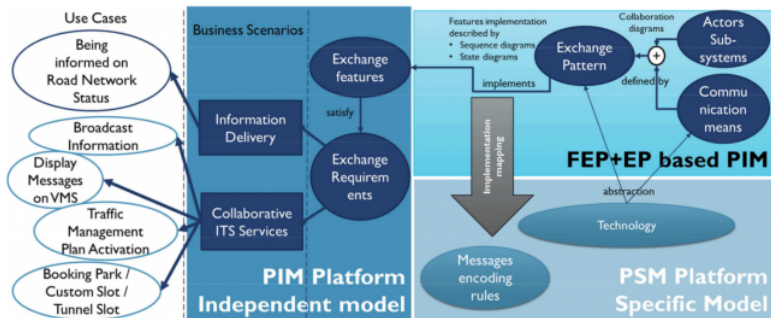 Use Cases
Being
informed on
Road Network
Status
Broadcast
Information
Display
Messages
on VMS
Traffic
Management
Plan Activation
Booking Park /
Custom Slot /
Tunnel Slot
Business Scenarios
Information
Delivery
Collaborative
ITS Services
Exchange
features
satisfy
Exchange
Requirem
ents
PIM Platform
Independent model
Features implementation
described by
• Sequence diagrams
• State diagrams
implements
Exchange
Pattern
Collaboration
diagrams
+
defined by
Actors
Sub-
systems
Commu
nication
means
FEP+EP based PIM
Implementation
mapping
abstraction
Technology
Messages
encoding
rules
PSM Platform
Specific Model